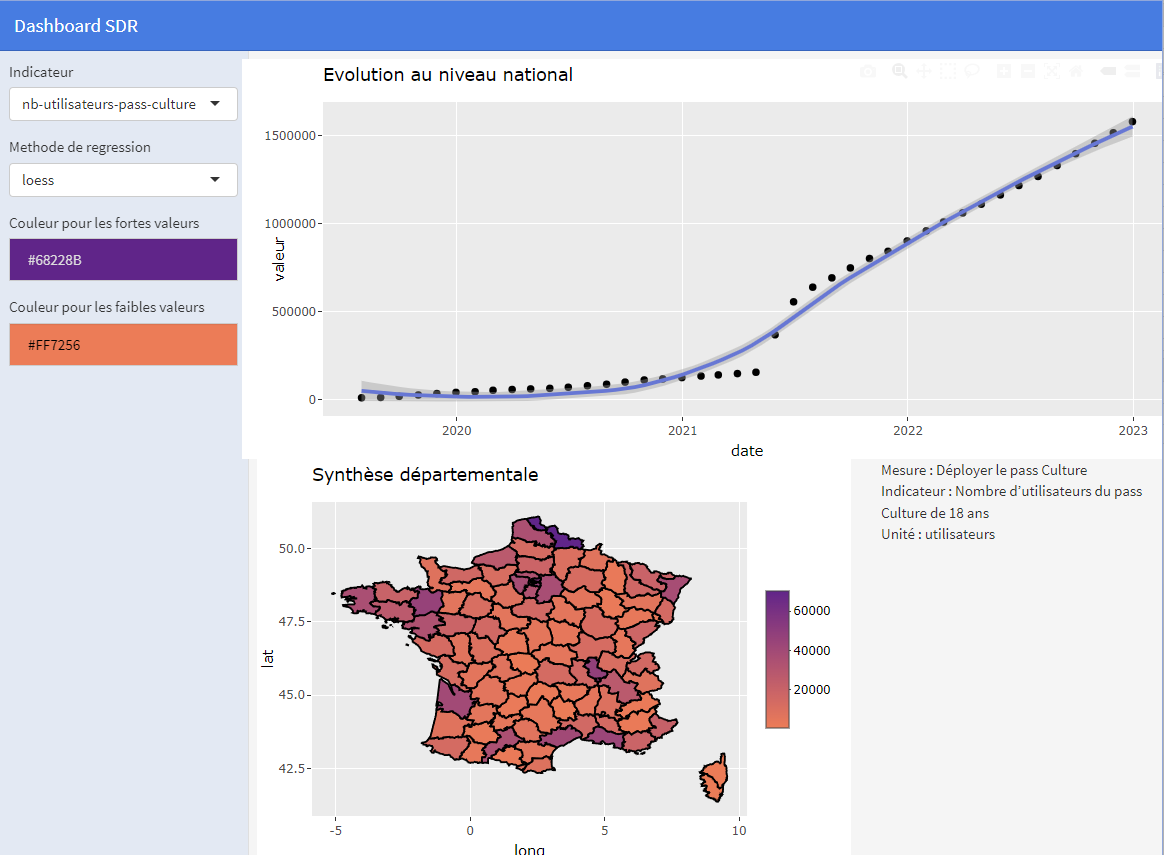 Dashboard SDR
Indicateur
nb-utilisateurs-pass-culture
Methode de regression
loess
Couleur pour les fortes valeurs
#68228B
Couleur pour les faibles valeurs
#FF7256
Evolution au niveau national
1500000
1000000
500000
0
valeur
2020
2021
2022
2023
date
Synthèse départementale
50.0
47.5
45.0
42.5
lat
-5
0
5
10
long
60000
40000
20000
Mesure : Déployer le pass Culture
Indicateur : Nombre d’utilisateurs du pass
Culture de 18 ans
Unité : utilisateurs